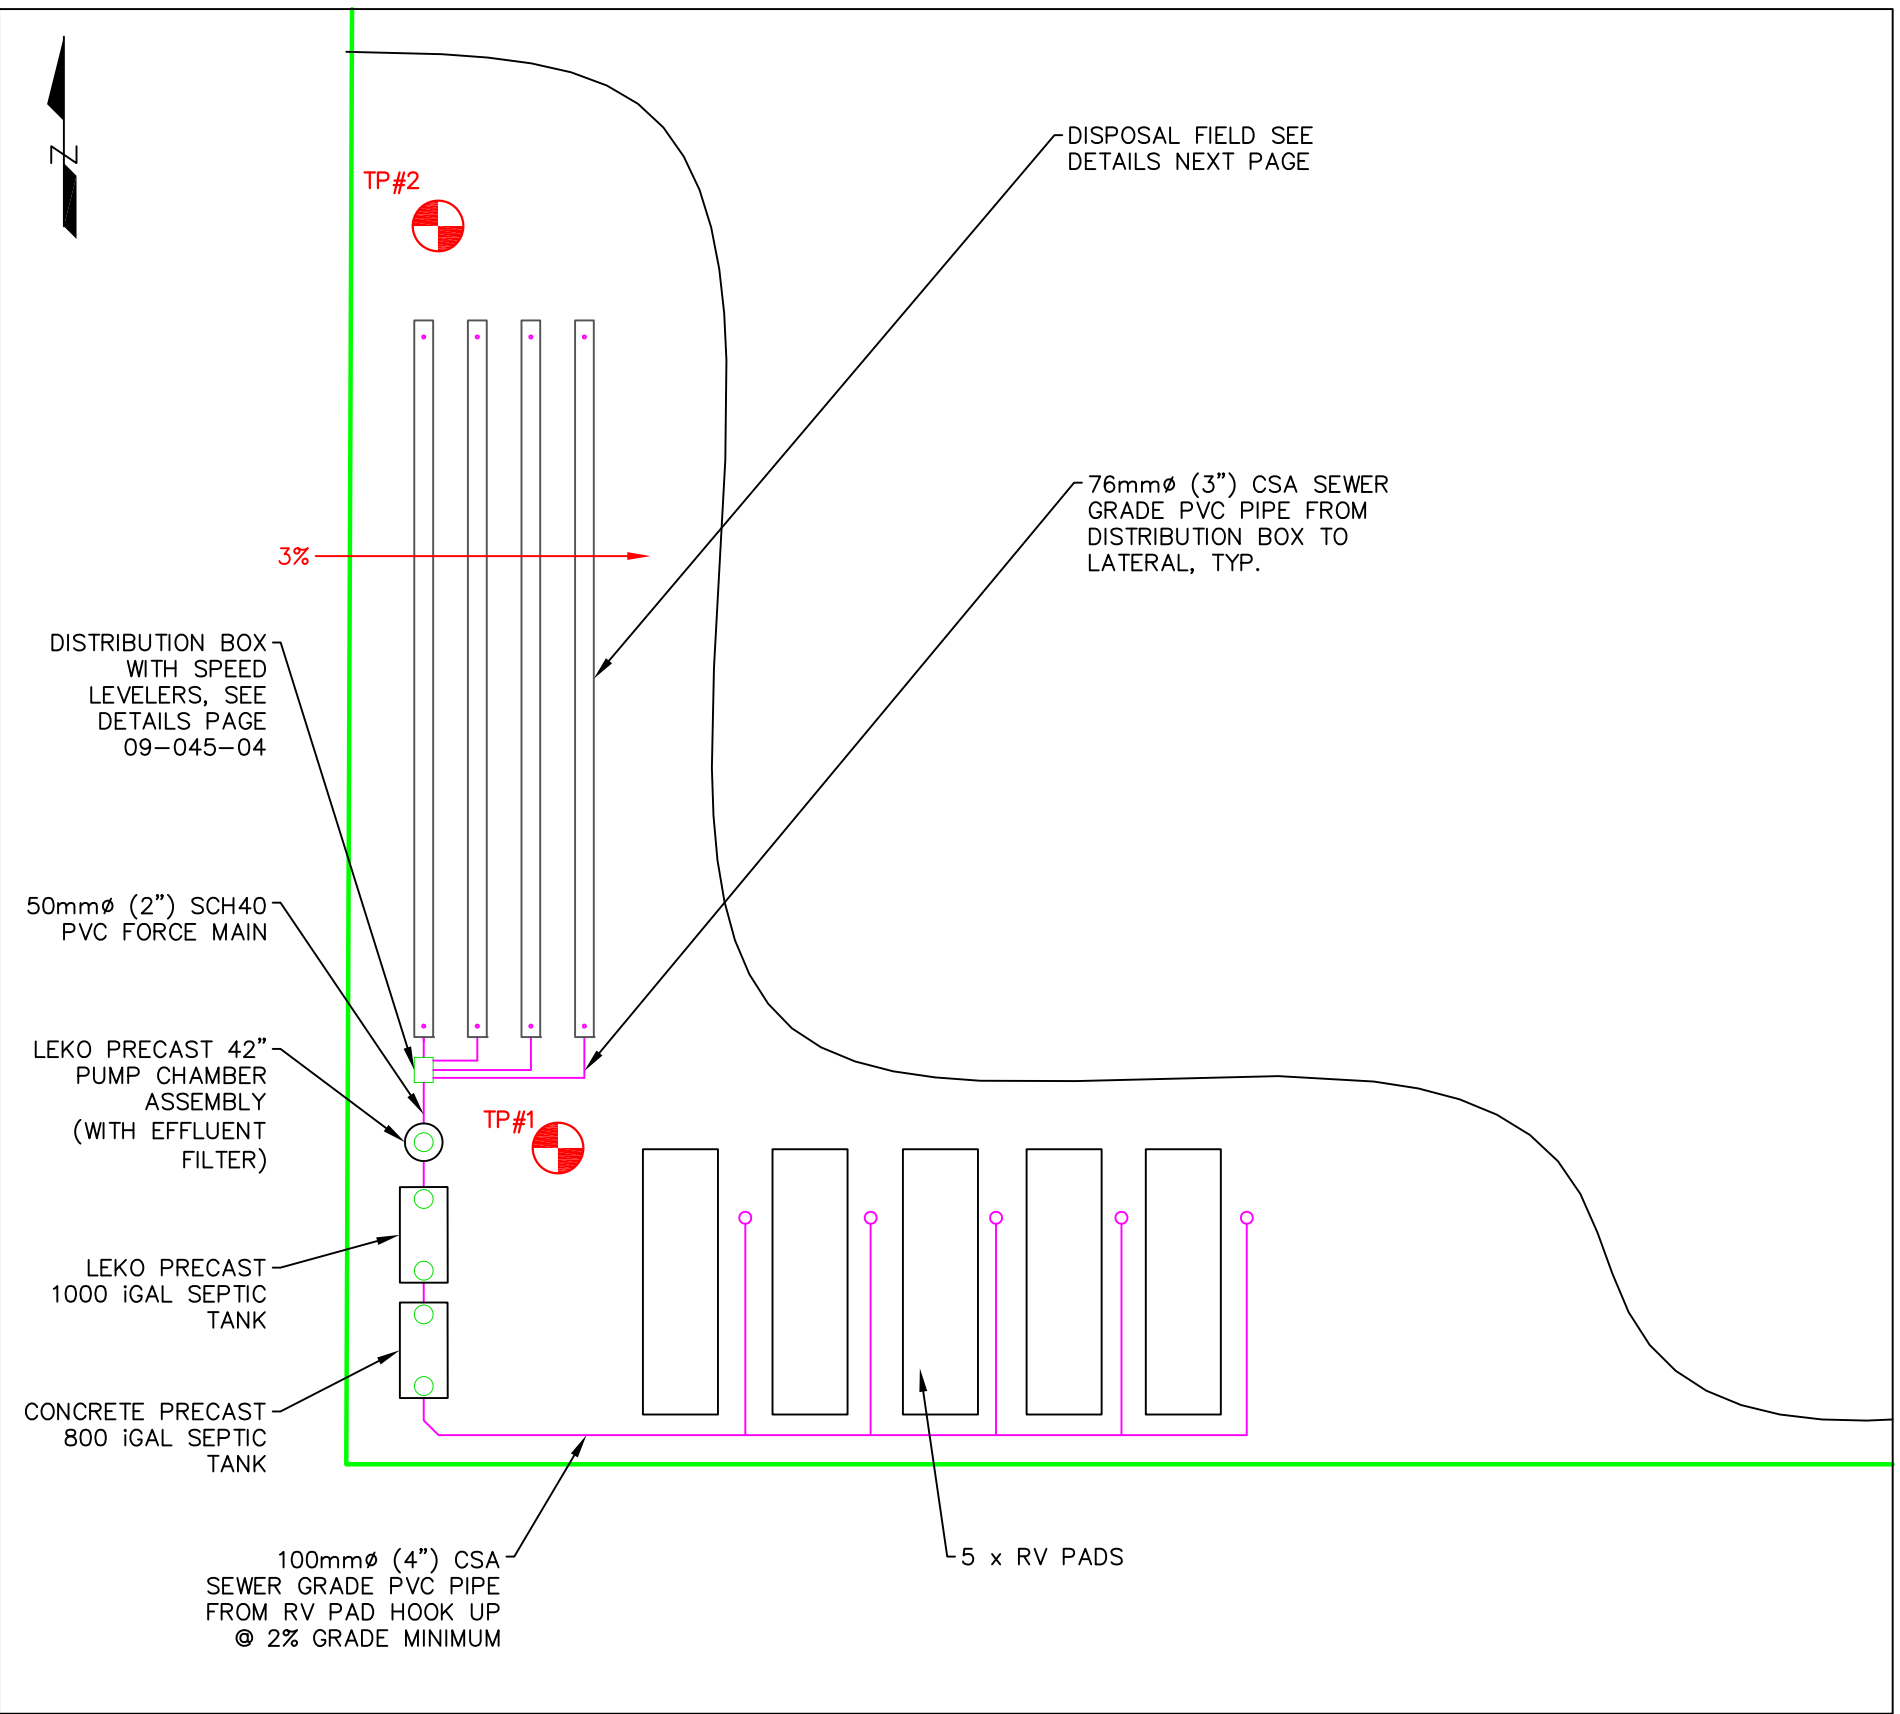 N
TP#2
DISPOSAL FIELD SEE
DETAILS NEXT PAGE
76mmø (3") CSA SEWER
GRADE PVC PIPE FROM
DISTRIBUTION BOX TO
LATERAL, TYP.
3%
DISTRIBUTION BOX
WITH SPEED
LEVELERS, SEE
DETAILS PAGE
09-045-04
50mmø (2") SCH40
PVC FORCE MAIN
LEKO PRECAST 42"
PUMP CHAMBER
ASSEMBLY
(WITH EFFLUENT
FILTER)
TP#1
LEKO PRECAST
1000 iGAL SEPTIC
TANK
CONCRETE PRECAST
800 iGAL SEPTIC
TANK
100mmø (4") CSA
SEWER GRADE PVC PIPE
FROM RV PAD HOOK UP
@ 2% GRADE MINIMUM
5 x RV PADS